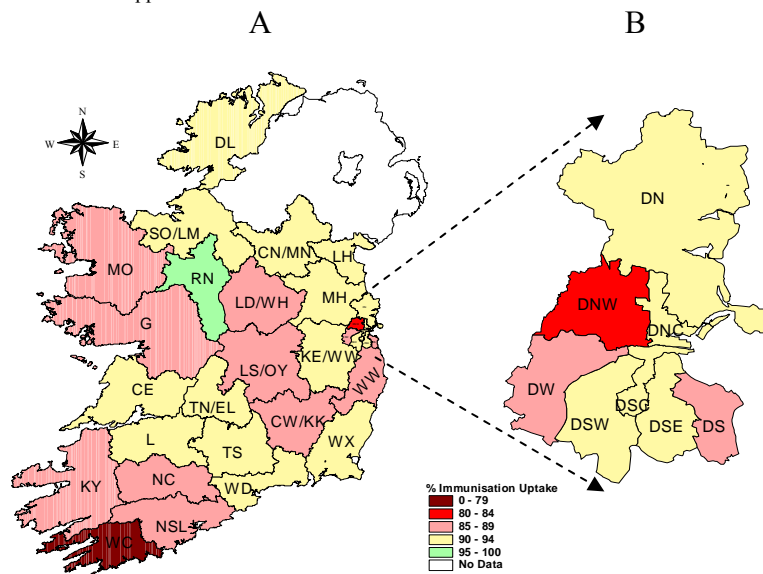 A
B
N
W
E
S
DL
SO/LM
CN/MN
LH
MO
RN
LD/WH
MH
G
LS/OY
KE/WW
WW
CE
TN/EL
CW/KK
L
TS
WX
KY
NC
WD
NSL
WC
DN
DNW
DNC
DW
DSC
DSW
DSE
DS
% Immunisation Uptake
0 - 79
80 - 84
85 - 89
90 - 94
95 - 100
No Data